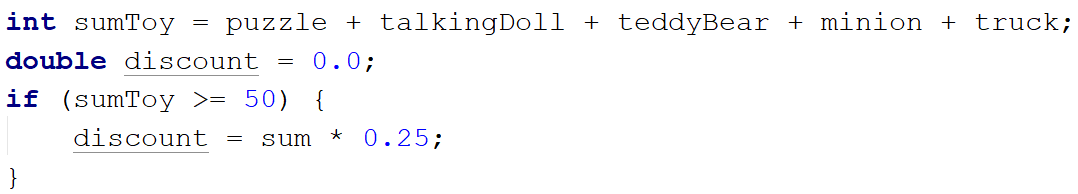 int sumToy = puzzle + talkingDoll + teddyBear + minion + truck;
double discount = 0.0;
if (sumToy >= 50) {
    discount = sum * 0.25;
}